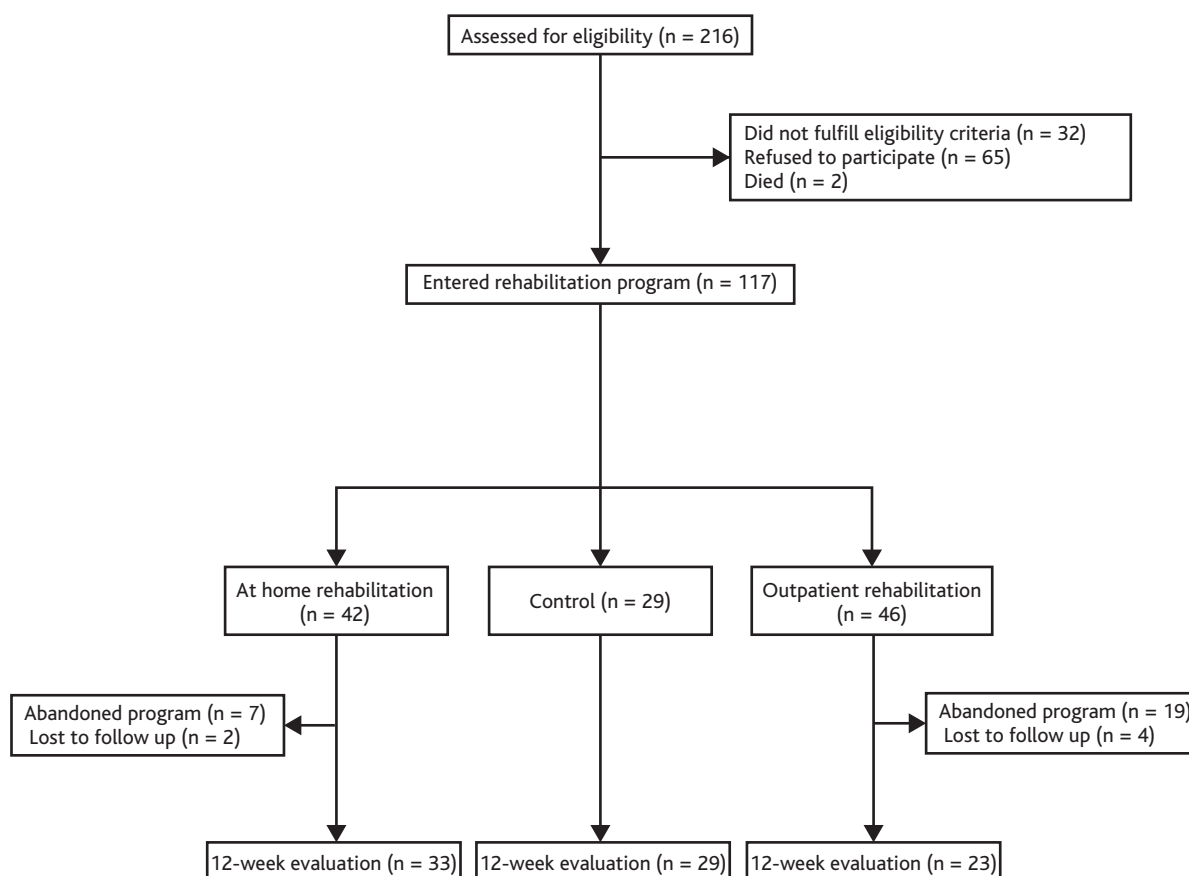 Assessed for eligibility (n = 216)
Did not fulfill eligibility criteria (n = 32)
Refused to participate (n = 65)
Died (n = 2)
Entered rehabilitation program (n = 117)
At home rehabilitation
(n = 42)
Control (n = 29)
Outpatient rehabilitation
(n = 46)
Abandoned program (n = 7)
Lost to follow up (n = 2)
Abandoned program (n = 19)
Lost to follow up (n = 4)
12-week evaluation (n = 33)
12-week evaluation (n = 29)
12-week evaluation (n = 23)